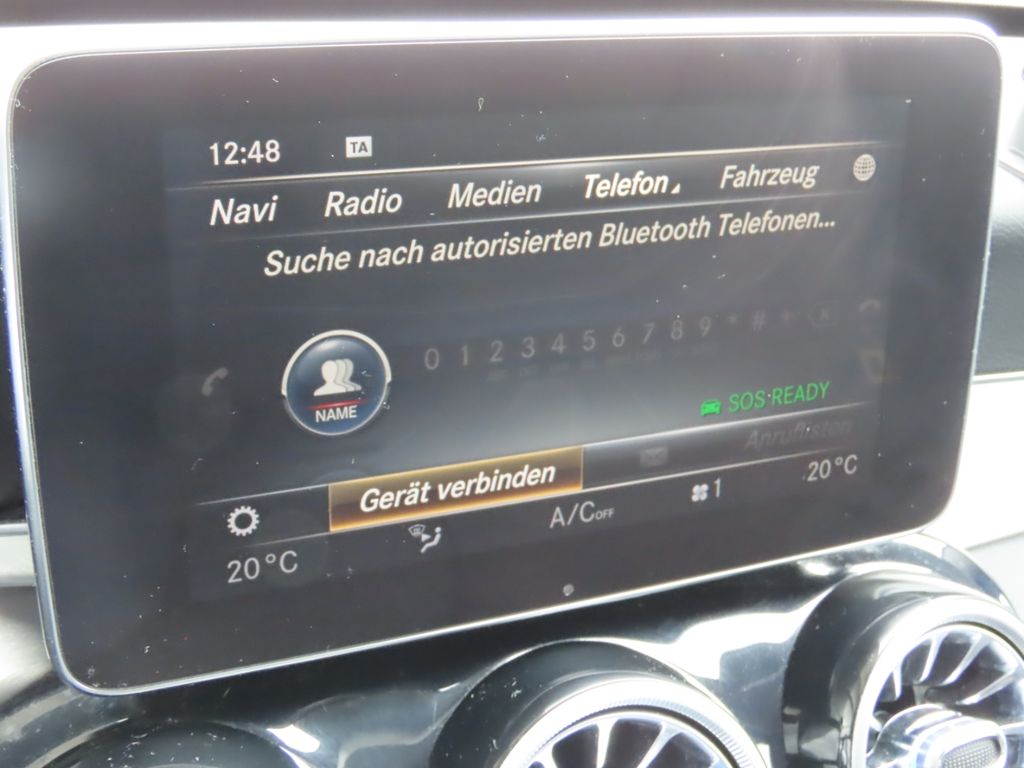 12:48 TA
Navi Radio Medien Telefon Fahrzeug
Suche nach autorisierten Bluetooth Telefonen...
0 1 2 3 4 5 6 7 8 9 * # +
NAME
SOS READY
Gerät verbinden Anruflisten
20°C A/C OFF 1 20°C